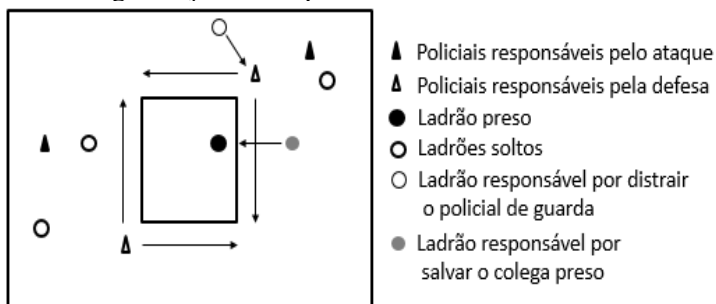 Policiais responsáveis pelo ataque
Policiais responsáveis pela defesa
Ladrão preso
Ladrões soltos
Ladrão responsável por distrair
o policial de guarda
Ladrão responsável por
salvar o colega preso